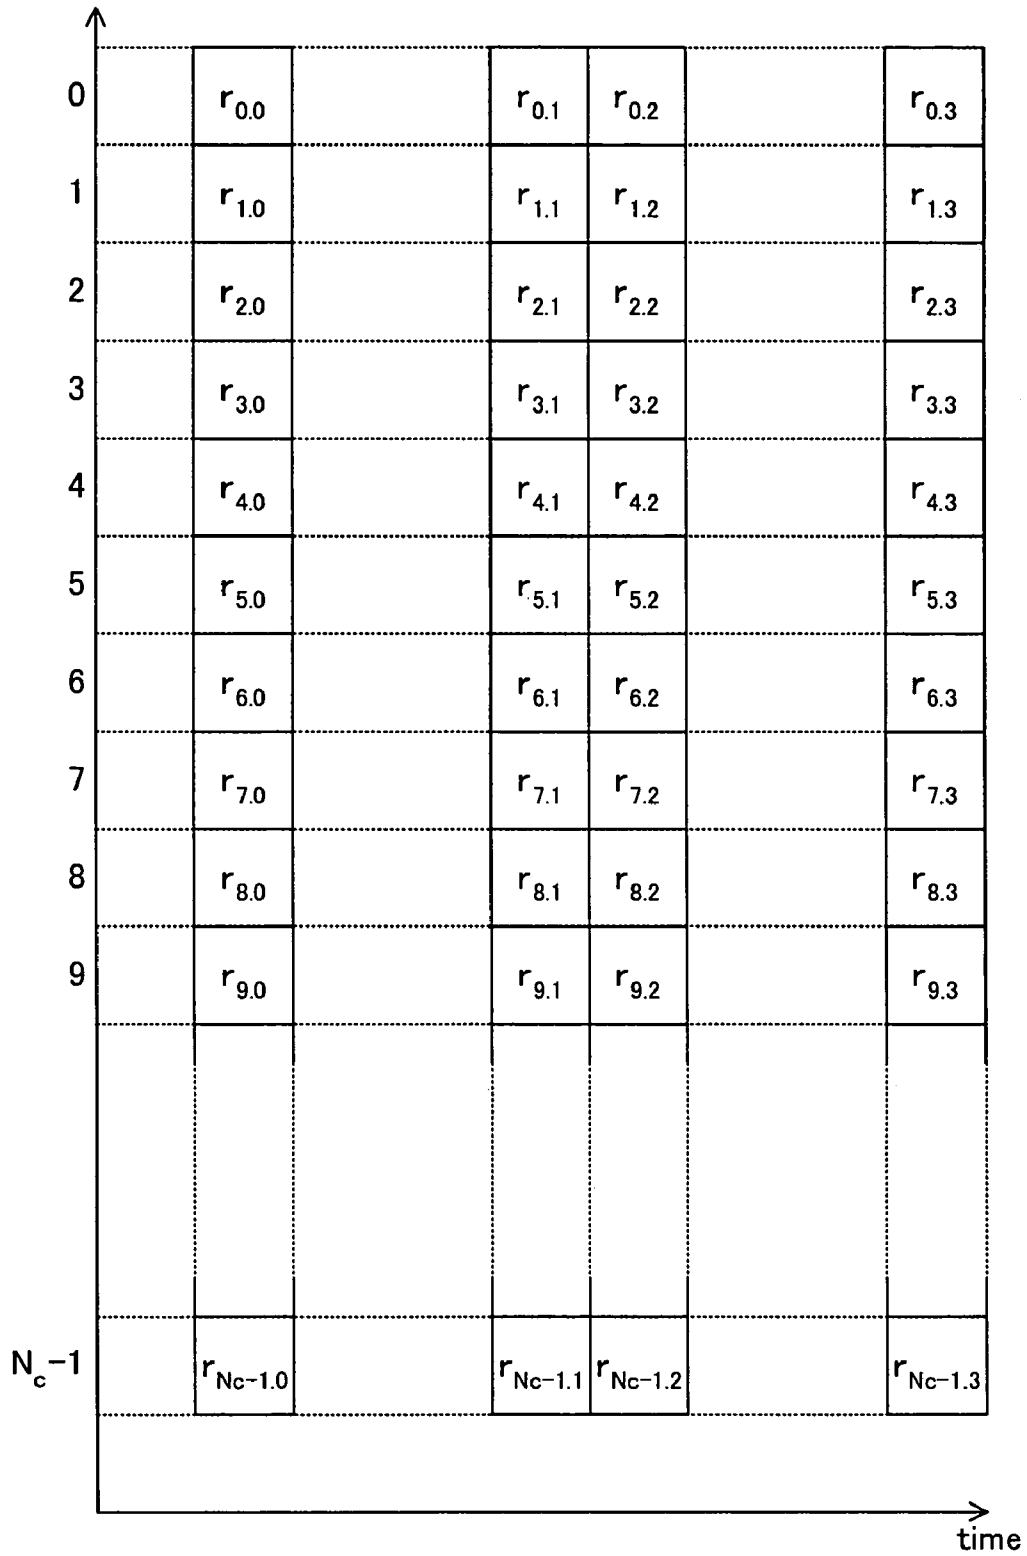 0 r0.0 r0.1 r0.2 r0.3
1 r1.0 r1.1 r1.2 r1.3
2 r2.0 r2.1 r2.2 r2.3
3 r3.0 r3.1 r3.2 r3.3
4 r4.0 r4.1 r4.2 r4.3
5 r5.0 r5.1 r5.2 r5.3
6 r6.0 r6.1 r6.2 r6.3
7 r7.0 r7.1 r7.2 r7.3
8 r8.0 r8.1 r8.2 r8.3
9 r9.0 r9.1 r9.2 r9.3
Nc-1 rNc-1.0 rNc-1.1 rNc-1.2 rNc-1.3
time